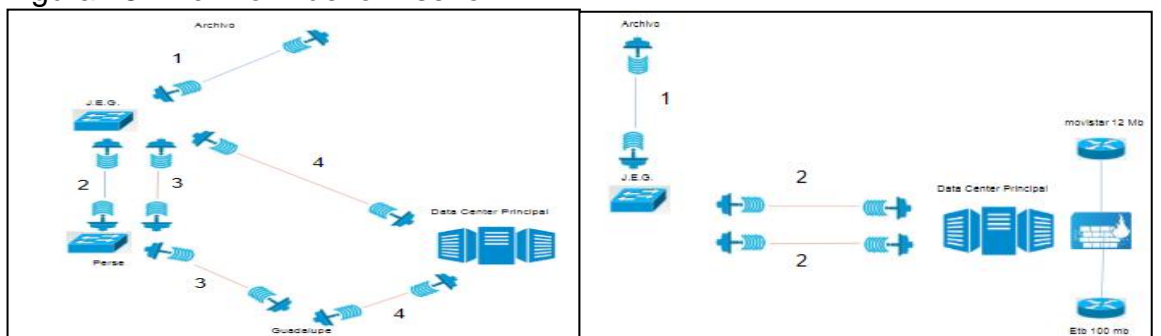 Archivo
1
J.E.G.
2
3
4
Data Center Principal
Perse
3
4
Guadalupe
Archivo
1
movistar 12 Mb
J.E.G.
2
Data Center Principal
2
Etb 100 mb